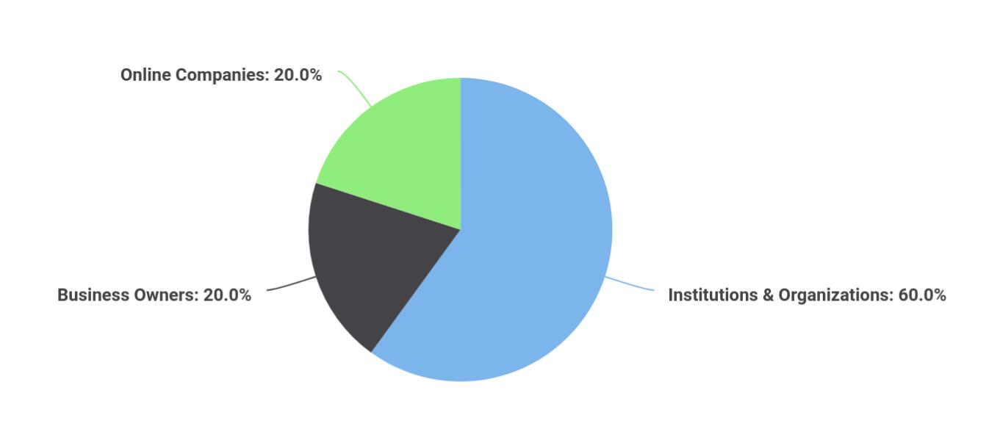 Online Companies: 20.0%
Business Owners: 20.0%
Institutions & Organizations: 60.0%